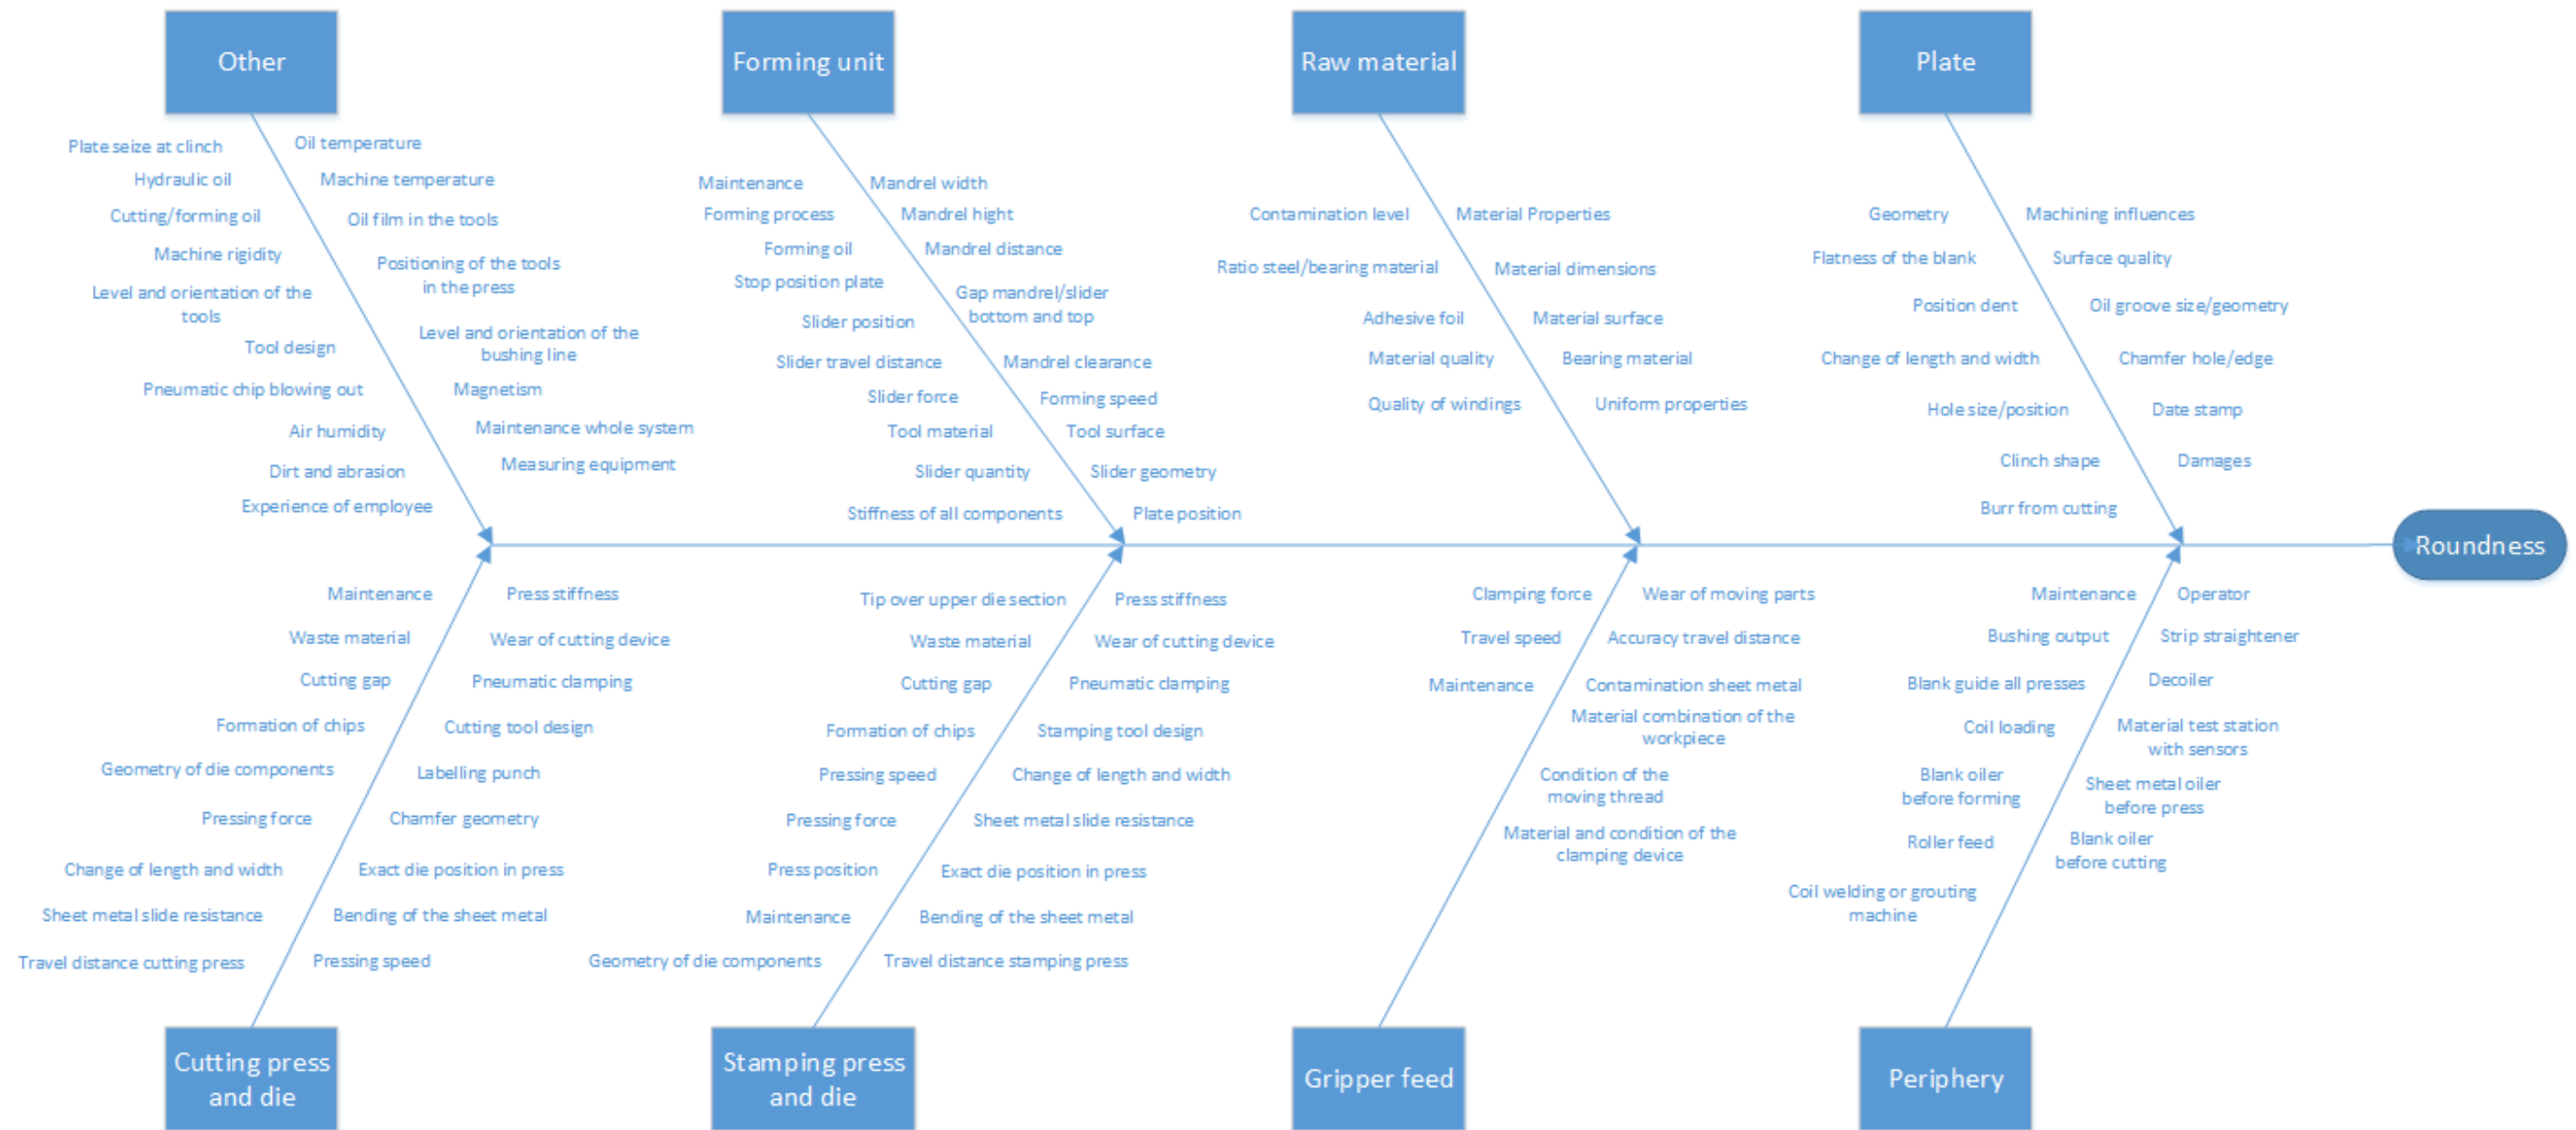 Other
Plate seize at clinch
Hydraulic oil
Cutting/forming oil
Machine rigidity
Level and orientation of the
tools
Tool design
Pneumatic chip blowing out
Air humidity
Dirt and abrasion
Experience of employee
Oil temperature
Machine temperature
Oil film in the tools
Positioning of the tools
in the press
Level and orientation of the
bushing line
Magnetism
Maintenance whole system
Measuring equipment
Forming unit
Maintenance
Forming process
Forming oil
Stop position plate
Slider position
Slider travel distance
Slider force
Tool material
Slider quantity
Stiffness of all components
Mandrel width
Mandrel hight
Mandrel distance
Gap mandrel/slider
bottom and top
Mandrel clearance
Forming speed
Tool surface
Slider geometry
Plate position
Raw material
Contamination level
Ratio steel/bearing material
Adhesive foil
Material quality
Quality of windings
Material Properties
Material dimensions
Material surface
Bearing material
Uniform properties
Plate
Geometry
Flatness of the blank
Position dent
Change of length and width
Hole size/position
Clinch shape
Burr from cutting
Machining influences
Surface quality
Oil groove size/geometry
Chamfer hole/edge
Date stamp
Damages
Roundness
Maintenance
Waste material
Cutting gap
Formation of chips
Geometry of die components
Pressing force
Change of length and width
Sheet metal slide resistance
Travel distance cutting press
Press stiffness
Wear of cutting device
Pneumatic clamping
Cutting tool design
Labelling punch
Chamfer geometry
Exact die position in press
Bending of the sheet metal
Pressing speed
Cutting press
and die
Tip over upper die section
Waste material
Cutting gap
Formation of chips
Pressing speed
Pressing force
Press position
Maintenance
Geometry of die components
Press stiffness
Wear of cutting device
Pneumatic clamping
Stamping tool design
Change of length and width
Sheet metal slide resistance
Exact die position in press
Bending of the sheet metal
Travel distance stamping press
Stamping press
and die
Clamping force
Travel speed
Maintenance
Wear of moving parts
Accuracy travel distance
Contamination sheet metal
Material combination of the
workpiece
Condition of the
moving thread
Material and condition of the
clamping device
Gripper feed
Maintenance
Bushing output
Blank guide all presses
Coil loading
Blank oiler
before forming
Roller feed
Coil welding or grouting
machine
Operator
Strip straightener
Decoiler
Material test station
with sensors
Sheet metal oiler
before press
Blank oiler
before cutting
Periphery